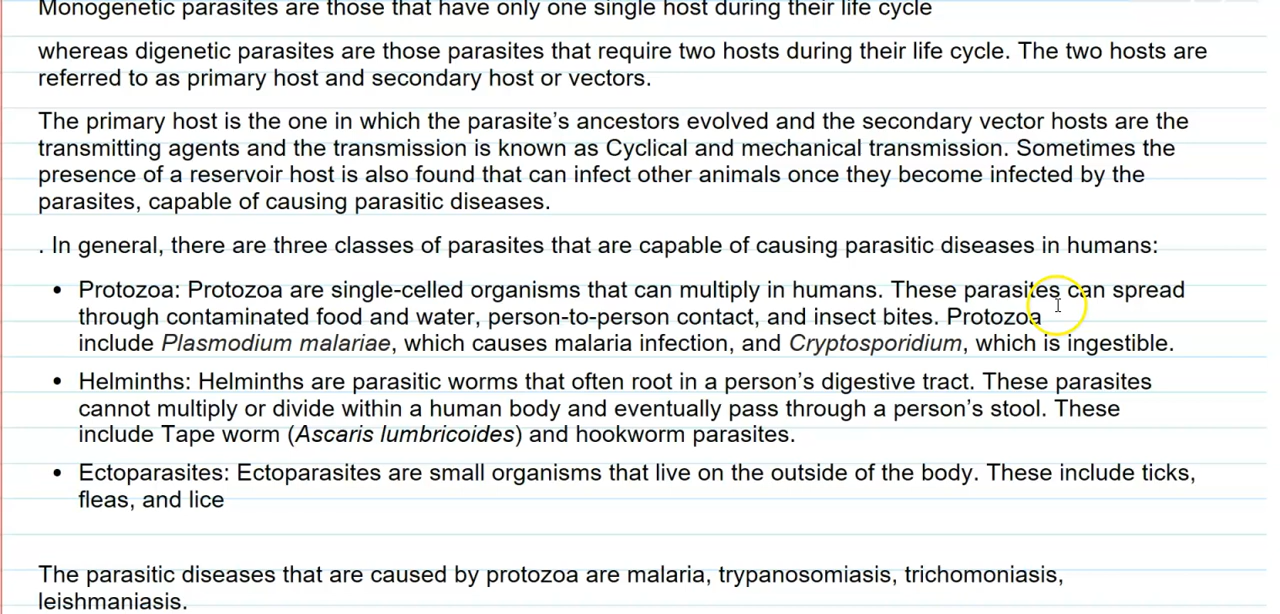 Monogenetic parasites are those that have only one single host during their life cycle
whereas digenetic parasites are those parasites that require two hosts during their life cycle. The two hosts are
referred to as primary host and secondary host or vectors.
The primary host is the one in which the parasite's ancestors evolved and the secondary vector hosts are the
transmitting agents and the transmission is known as Cyclical and mechanical transmission. Sometimes the
presence of a reservoir host is also found that can infect other animals once they become infected by the
parasites, capable of causing parasitic diseases.
. In general, there are three classes of parasites that are capable of causing parasitic diseases in humans:
• Protozoa: Protozoa are single-celled organisms that can multiply in humans. These parasites can spread
through contaminated food and water, person-to-person contact, and insect bites. Protozoa
include Plasmodium malariae, which causes malaria infection, and Cryptosporidium, which is ingestible.
• Helminths: Helminths are parasitic worms that often root in a person's digestive tract. These parasites
cannot multiply or divide within a human body and eventually pass through a person's stool. These
include Tape worm (Ascaris lumbricoides) and hookworm parasites.
• Ectoparasites: Ectoparasites are small organisms that live on the outside of the body. These include ticks,
fleas, and lice
The parasitic diseases that are caused by protozoa are malaria, trypanosomiasis, trichomoniasis,
leishmaniasis.